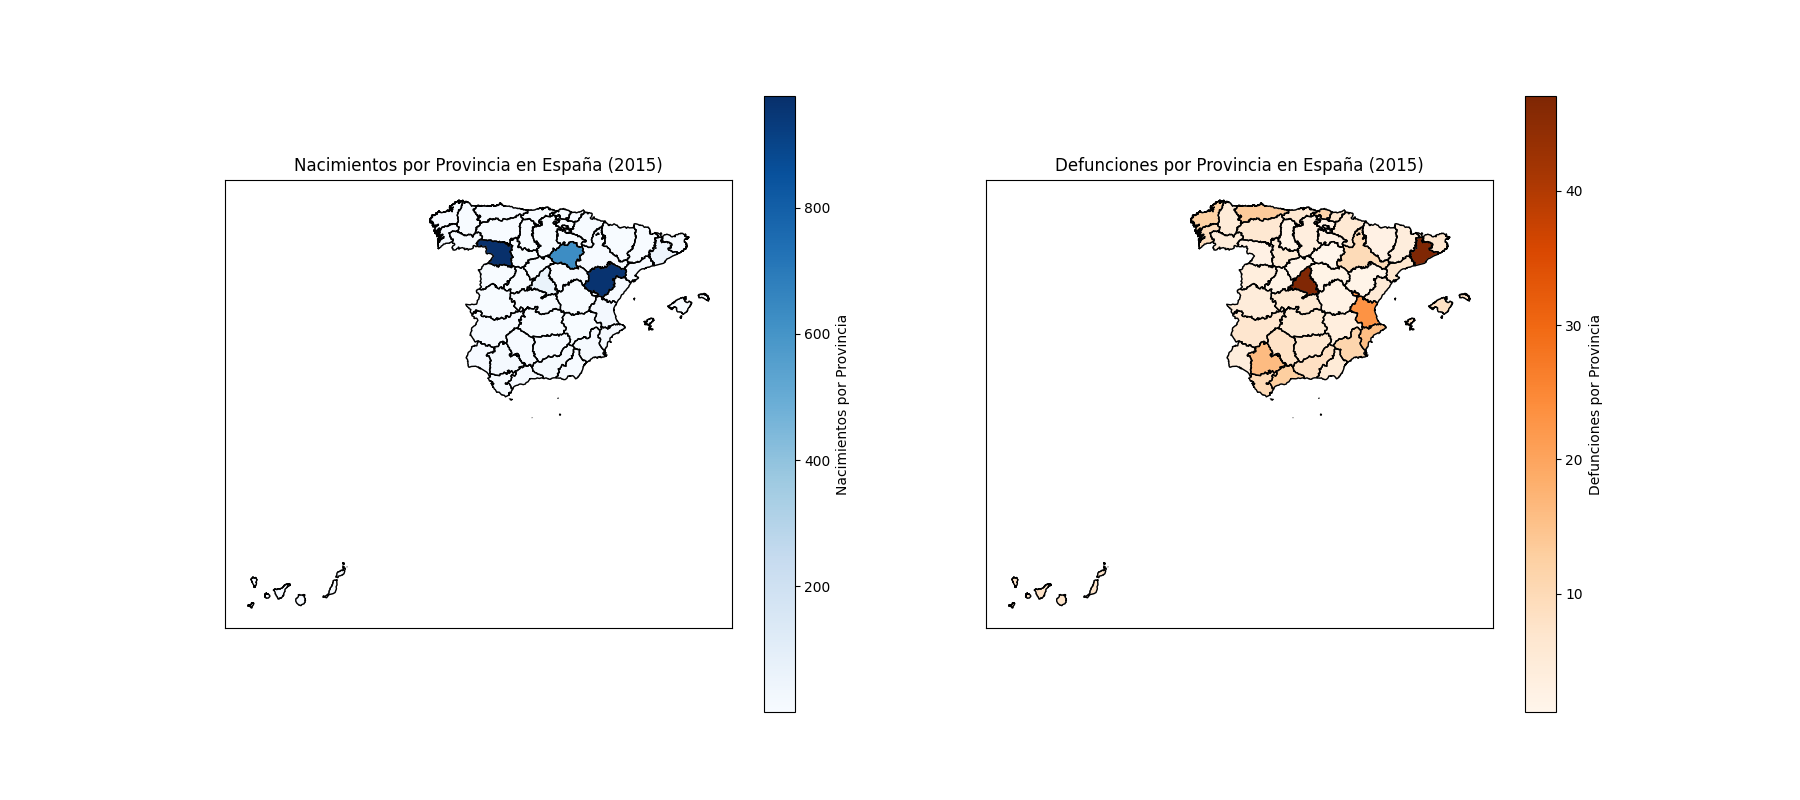 Nacimientos por Provincia en España (2015)
800
600
400
200
Nacimientos por Provincia
Defunciones por Provincia en España (2015)
40
30
20
10
Defunciones por Provincia